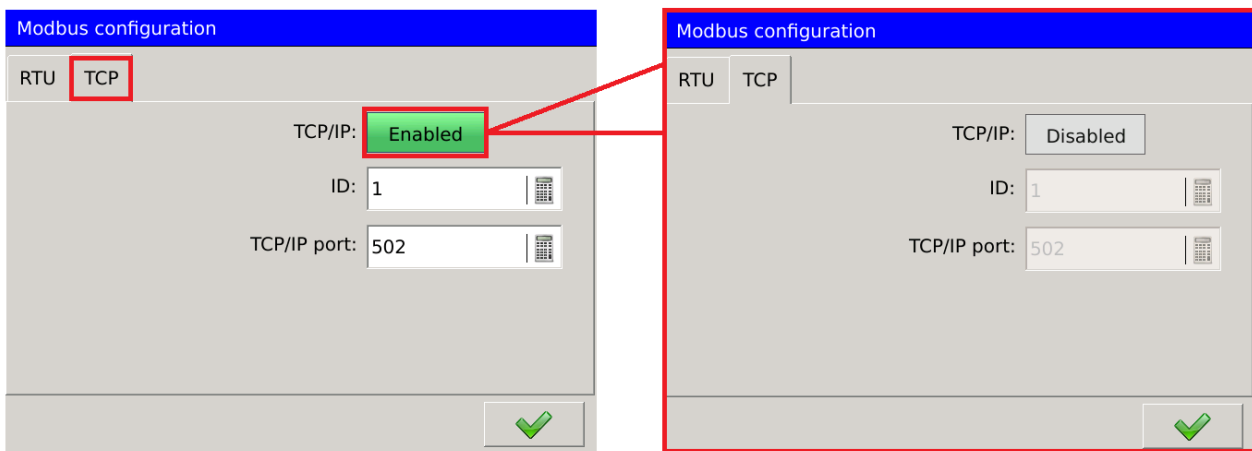 Modbus configuration
RTU TCP
TCP/IP: Enabled
ID: 1
TCP/IP port: 502
Modbus configuration
RTU TCP
TCP/IP: Disabled
ID: 1
TCP/IP port: 502